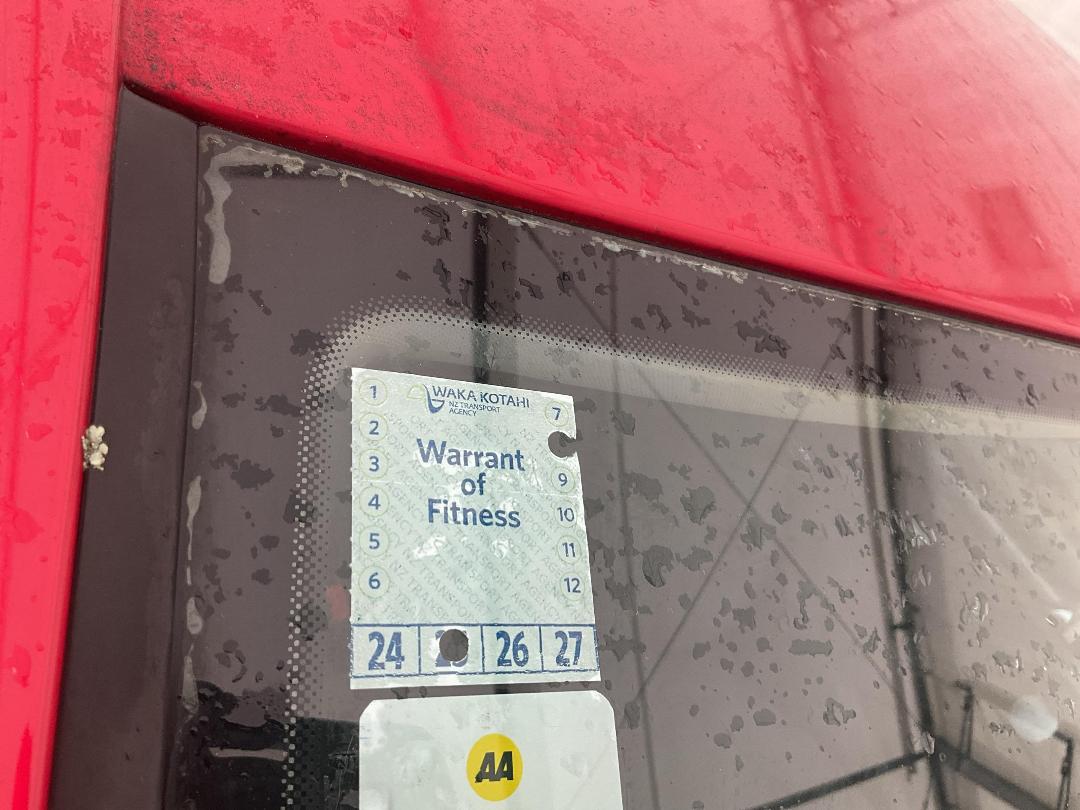 WAKA KOTAHI
NZ TRANSPORT
AGENCY
Warrant
of
Fitness
1
2
3
4
5
6
7
9
10
11
12
24 26 27
AA